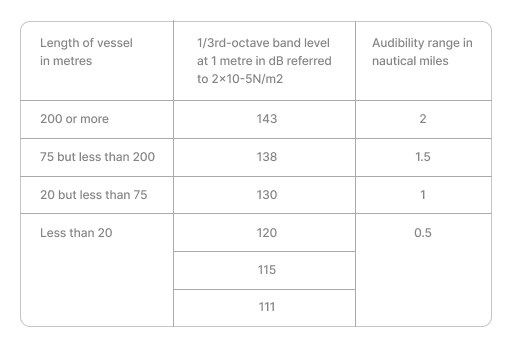 Length of vessel
in metres
1/3rd-octave band level
at 1 metre in dB referred
to 2×10-5N/m2
Audibility range in
nautical miles
200 or more
143
2
75 but less than 200
138
1.5
20 but less than 75
130
1
Less than 20
120
0.5
115
111